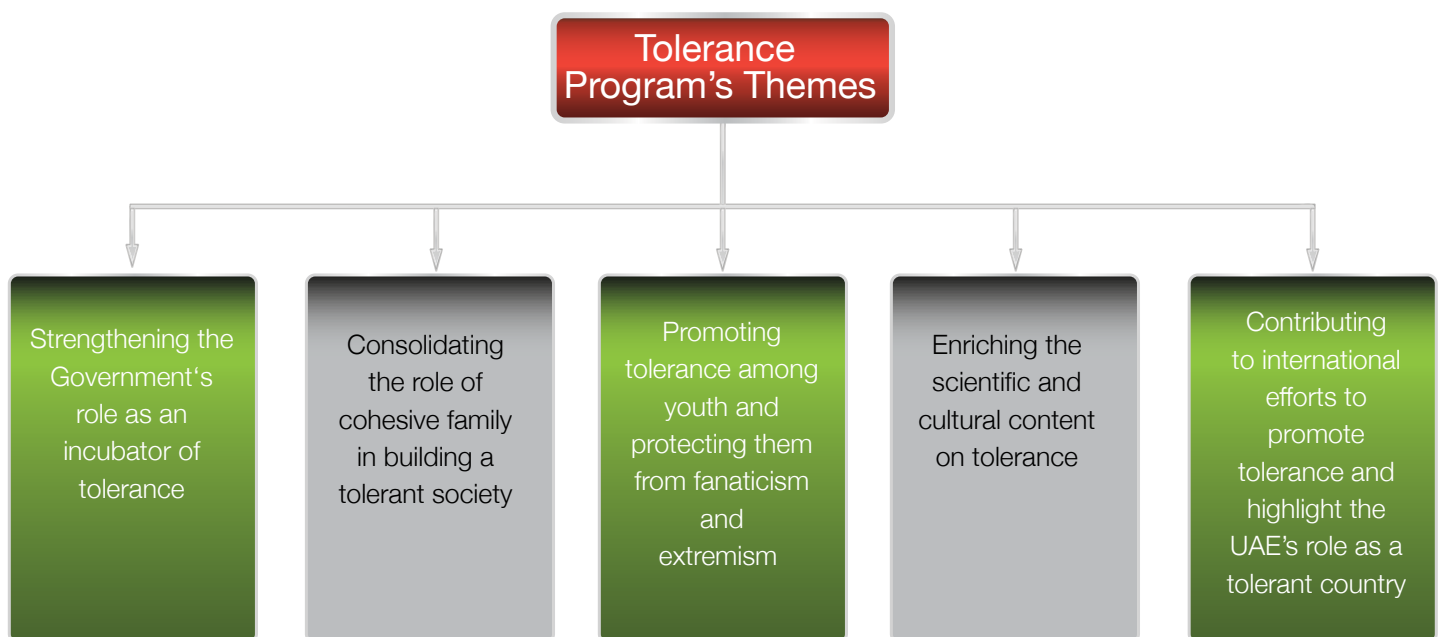 Tolerance
Program’s Themes
Strengthening the
Government‘s
role as an
incubator of
tolerance
Consolidating
the role of
cohesive family
in building a
tolerant society
Promoting
tolerance among
youth and
protecting them
from fanaticism
and
extremism
Enriching the
scientific and
cultural content
on tolerance
Contributing
to international
efforts to
promote
tolerance and
highlight the
UAE’s role as a
tolerant country